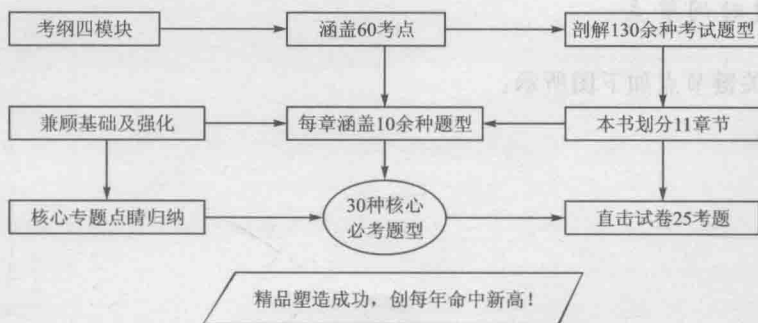 考纲四模块
涵盖60考点
剖解130余种考试题型
兼顾基础及强化
每章涵盖10余种题型
本书划分11章节
核心专题点睛归纳
30种核心
必考题型
直击试卷25考题
精品塑造成功，创每年命中新高！